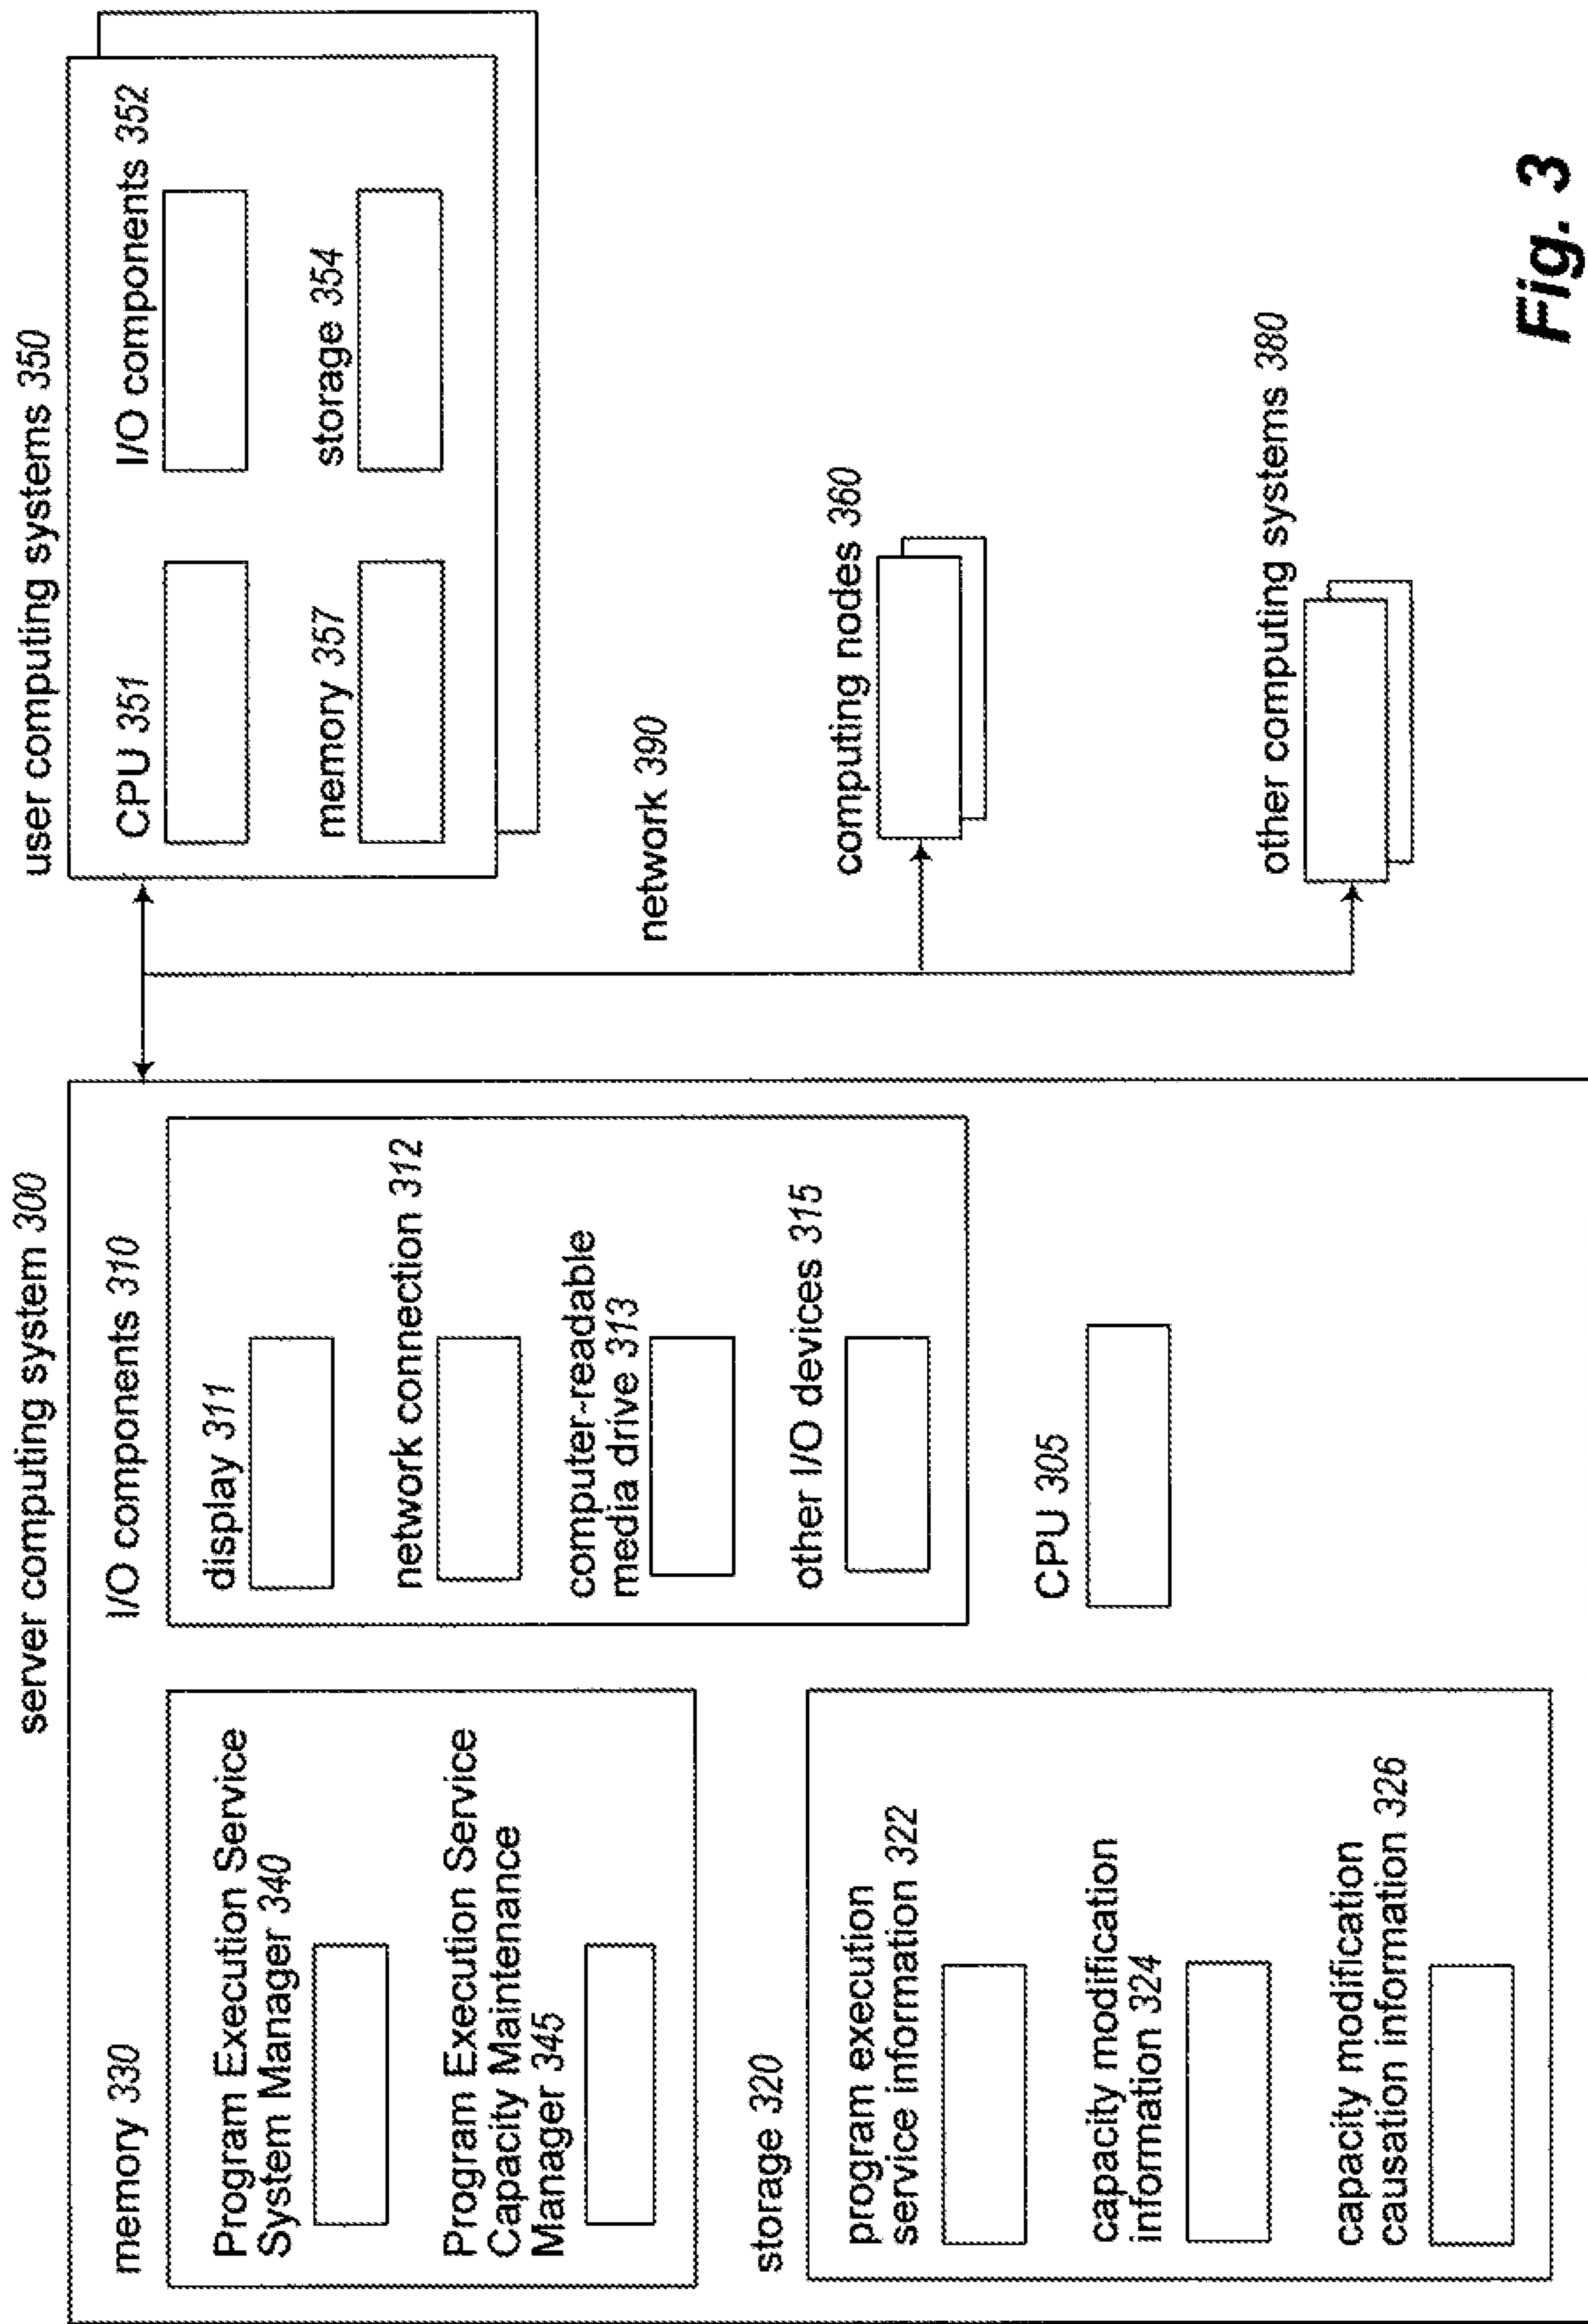 server computing system 300
memory 330
Program Execution Service
System Manager 340
Program Execution Service
Capacity Maintenance
Manager 345
storage 320
program execution
service information 322
capacity modification
information 324
capacity modification
causation information 326
I/O components 310
display 311
network connection 312
computer-readable
media drive 313
other I/O devices 315
CPU 305
user computing systems 350
CPU 351
I/O components 352
memory 357
storage 354
network 390
computing nodes 360
other computing systems 380
Fig. 3